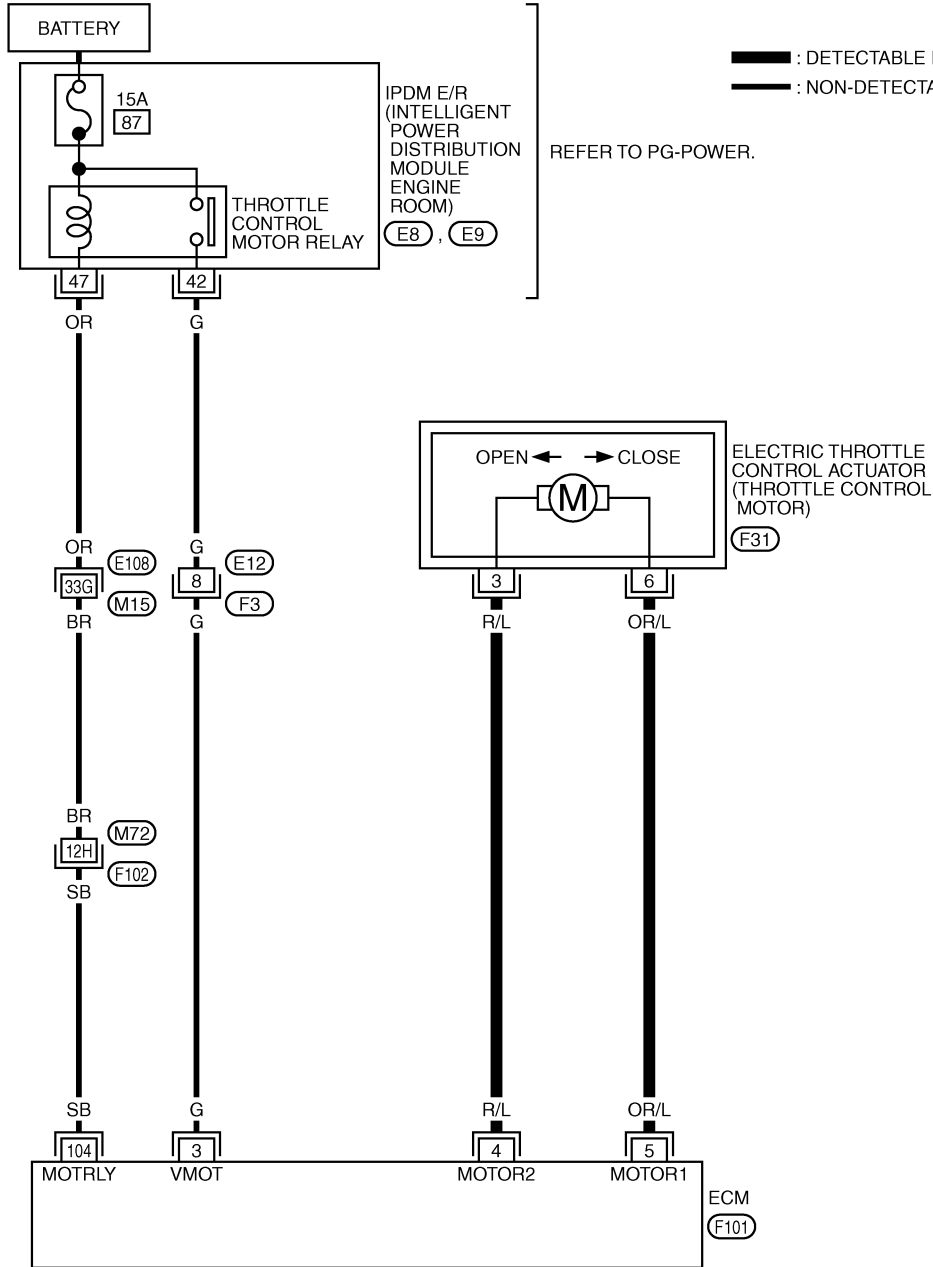 BATTERY
: DETECTABLE
: NON-DETECTA
15A
87
IPDM E/R
(INTELLIGENT
POWER
DISTRIBUTION
MODULE
ENGINE
ROOM)
E8 , E9
REFER TO PG-POWER.
THROTTLE
CONTROL
MOTOR RELAY
47
42
OR
G
OPEN
CLOSE
M
ELECTRIC THROTTLE
CONTROL ACTUATOR
(THROTTLE CONTROL
MOTOR)
F31
OR
G
E108
E12
33G
8
3
6
M15
F3
BR
G
R/L
OR/L
BR
M72
12H
F102
SB
SB
G
R/L
OR/L
104
3
4
5
MOTRLY
VMOT
MOTOR2
MOTOR1
ECM
F101